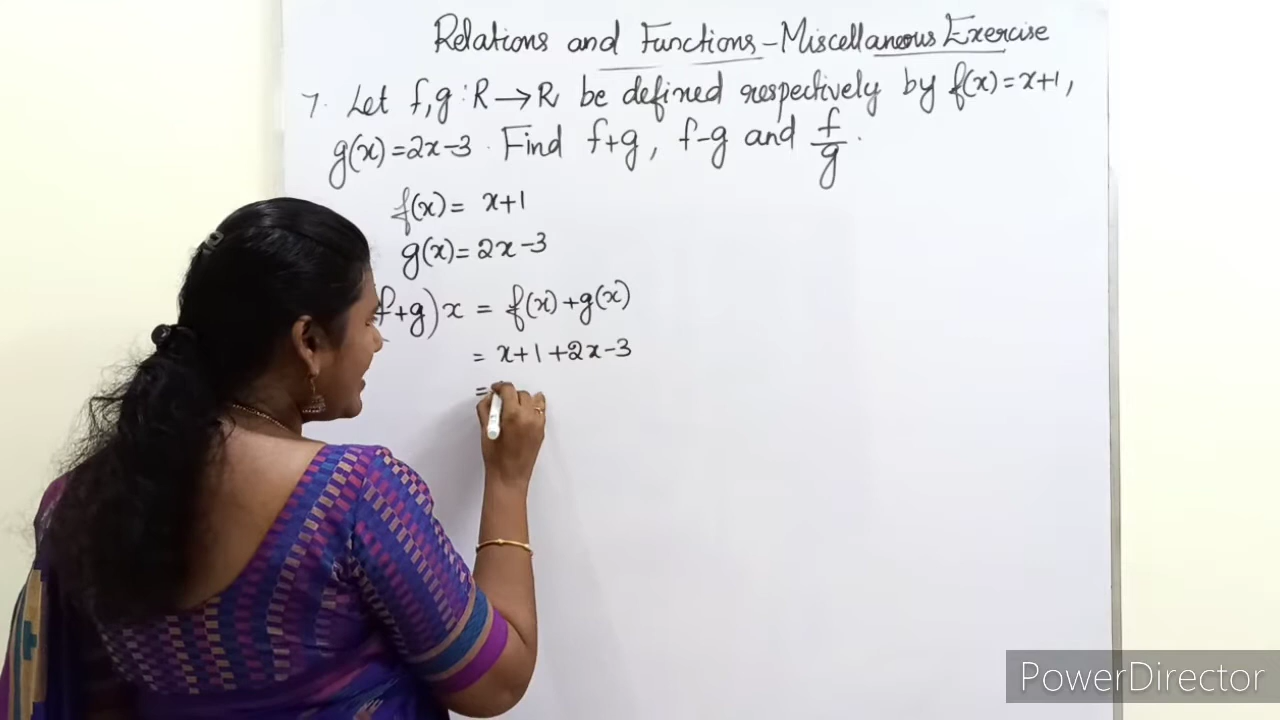 Relations and Functions - Miscellaneous Exercise
7. Let f, g : R → R be defined respectively by f(x) = x+1,
g(x) = 2x-3. Find f+g, f-g and f/g.
f(x) = x+1
g(x) = 2x-3
f+g)x = f(x)+g(x)
= x+1+2x-3
=
PowerDirector